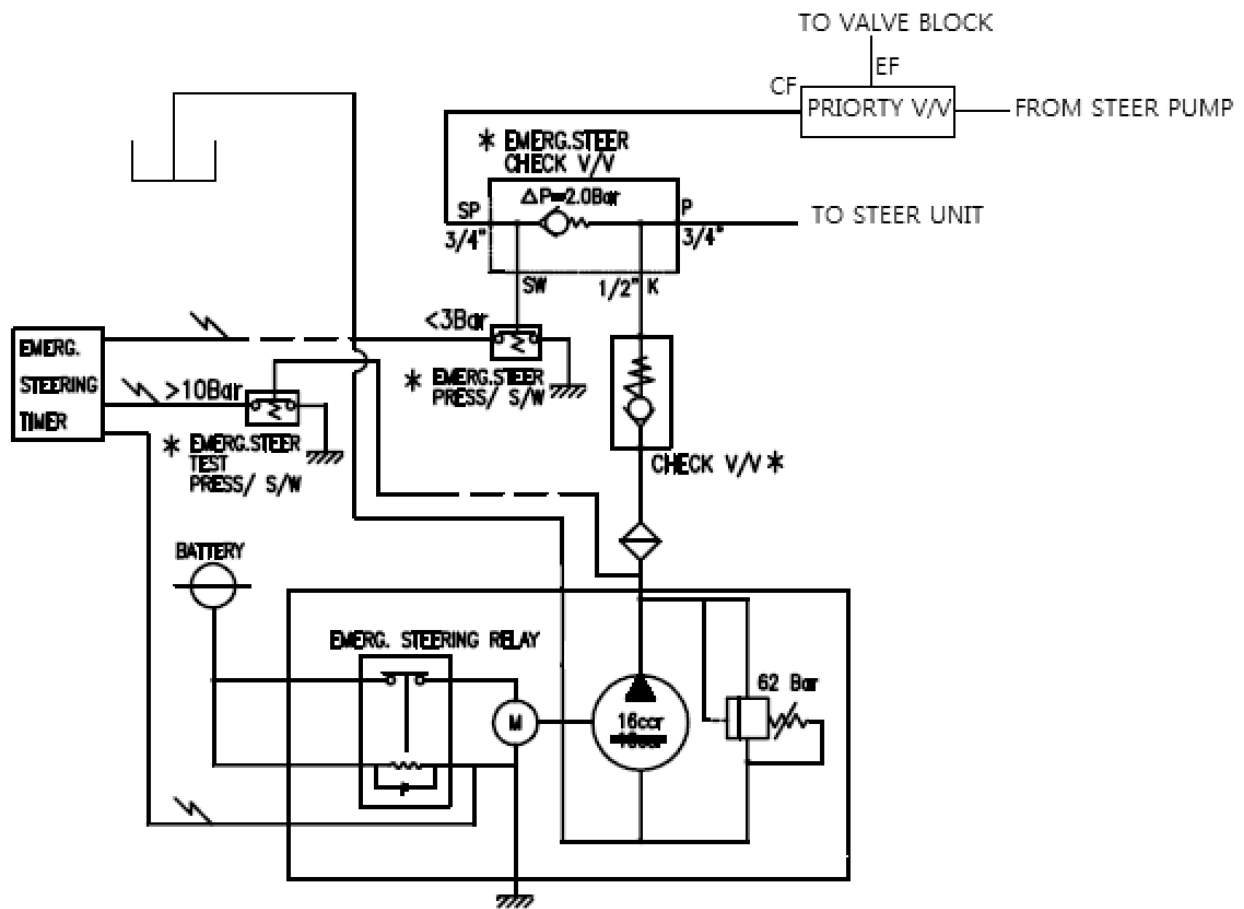 TO VALVE BLOCK
EF
CF
PRIORTY V/V
FROM STEER PUMP
* EMERG.STEER
CHECK V/V
△P=2.0Bar
SP
3/4"
P
3/4"
TO STEER UNIT
SW
1/2" K
<3Bar
* EMERG.STEER
PRESS/ S/W
EMERG.
STEERING
TIMER
>10Bar
* EMERG.STEER
TEST
PRESS/ S/W
CHECK V/V *
BATTERY
EMERG. STEERING RELAY
M
16ccr
62 Bar